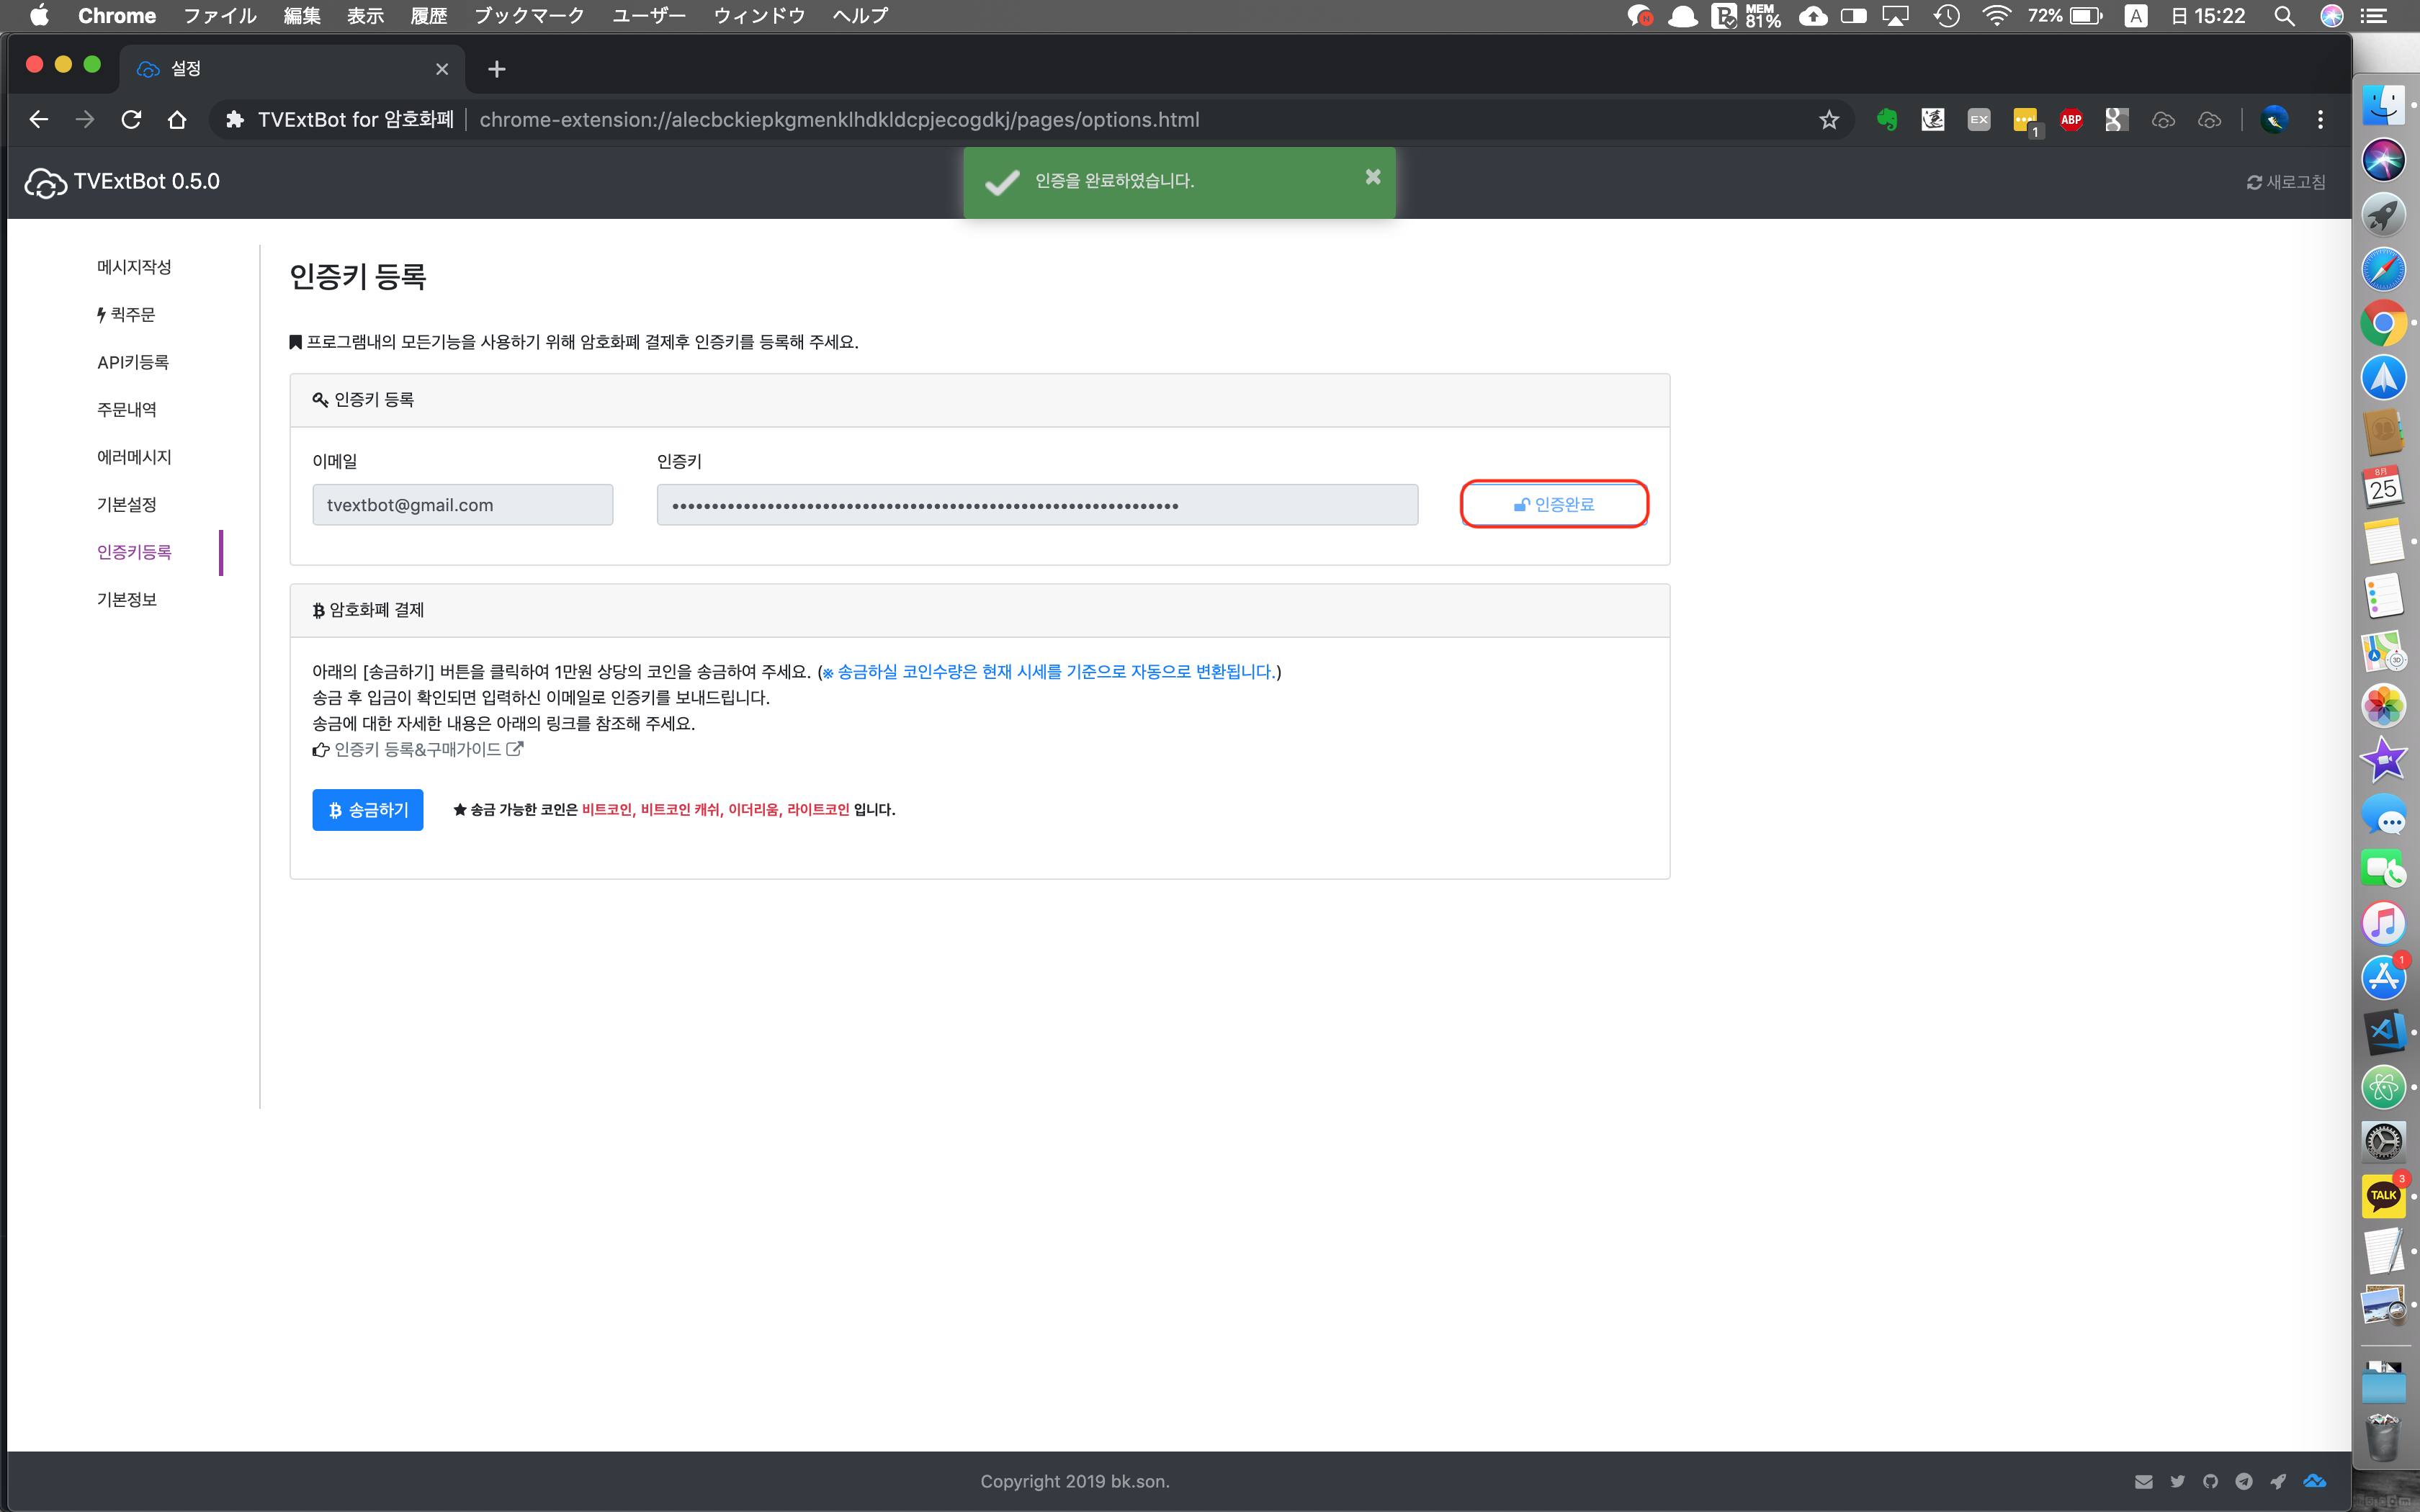 Chrome ファイル 編集 表示 履歴 ブックマーク ユーザー ウィンドウ ヘルプ
N MEM 81% 72% A 日 15:22
설정
TVExtBot for 암호화폐 chrome-extension://alecbckiepkgmenklhdkldcpjecogdkj/pages/options.html
EX 1 ABP
TVExtBot 0.5.0
인증을 완료하였습니다.
새로고침
메시지작성
퀵주문
API키등록
주문내역
에러메시지
기본설정
인증키등록
기본정보
인증키 등록
프로그램내의 모든기능을 사용하기 위해 암호화폐 결제후 인증키를 등록해 주세요.
인증키 등록
이메일 인증키
tvextbot@gmail.com
인증완료
암호화폐 결제
아래의 [송금하기] 버튼을 클릭하여 1만원 상당의 코인을 송금하여 주세요. (※ 송금하실 코인수량은 현재 시세를 기준으로 자동으로 변환됩니다.)
송금 후 입금이 확인되면 입력하신 이메일로 인증키를 보내드립니다.
송금에 대한 자세한 내용은 아래의 링크를 참조해 주세요.
인증키 등록&구매가이드
송금하기 ★ 송금 가능한 코인은 비트코인, 비트코인 캐쉬, 이더리움, 라이트코인 입니다.
Copyright 2019 bk.son.
8月
25
3D
1
TALK
3